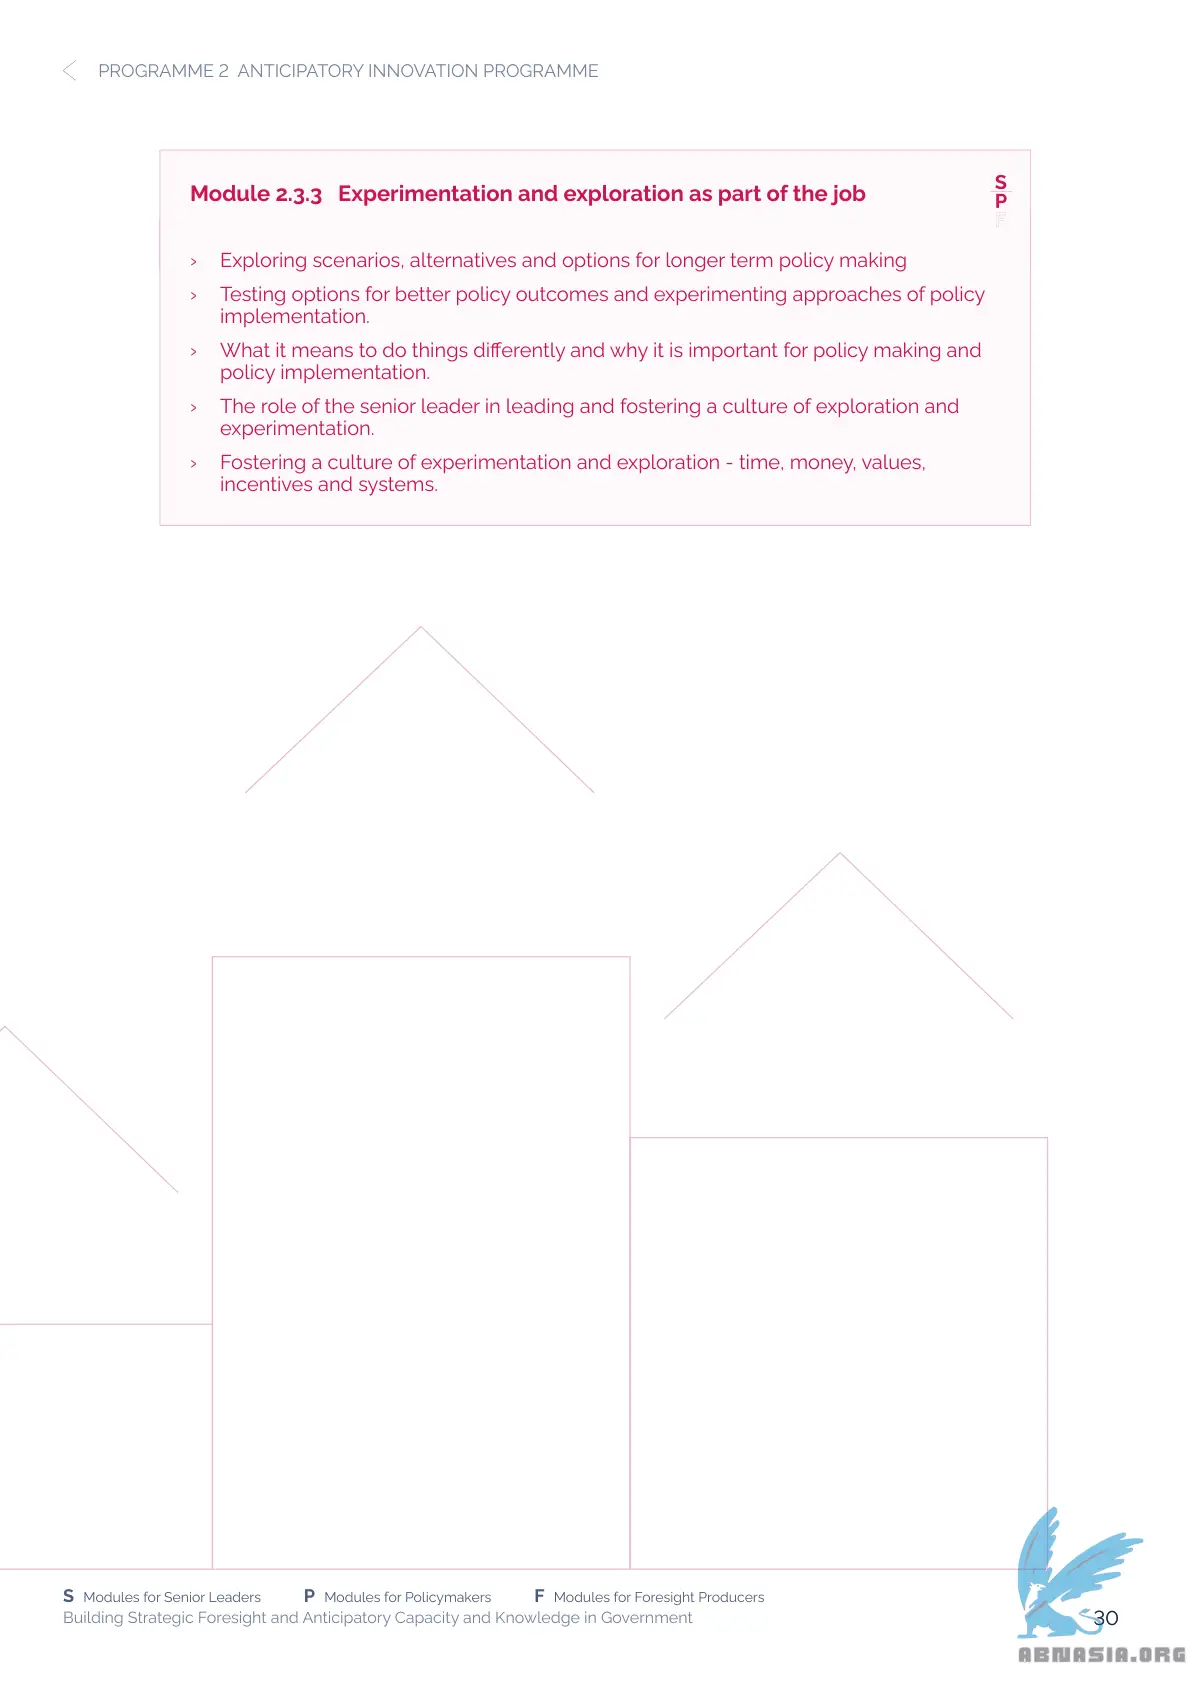 PROGRAMME 2 ANTICIPATORY INNOVATION PROGRAMME
Module 2.3.3 Experimentation and exploration as part of the job
S
P
F
› Exploring scenarios, alternatives and options for longer term policy making
› Testing options for better policy outcomes and experimenting approaches of policy
implementation.
› What it means to do things differently and why it is important for policy making and
policy implementation.
› The role of the senior leader in leading and fostering a culture of exploration and
experimentation.
› Fostering a culture of experimentation and exploration - time, money, values,
incentives and systems.
S Modules for Senior Leaders P Modules for Policymakers F Modules for Foresight Producers
Building Strategic Foresight and Anticipatory Capacity and Knowledge in Government
30
ABNASIA.ORG